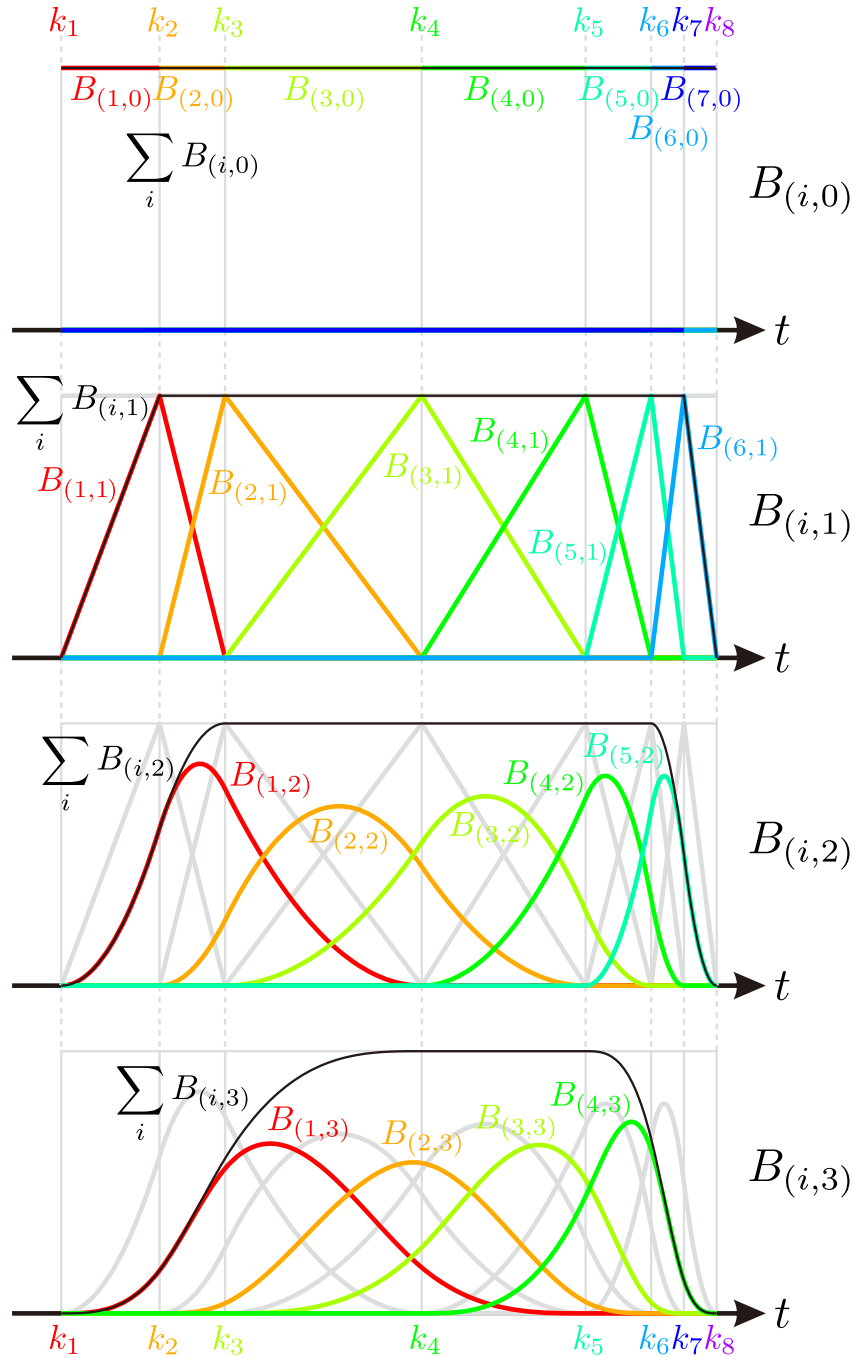 k₁ k₂ k₃ k₄ k₅ k₆ k₇ k₈
B₍₁,₀₎ B₍₂,₀₎ B₍₃,₀₎ B₍₄,₀₎ B₍₅,₀₎ B₍₇,₀₎
B₍₆,₀₎
∑ᵢ B₍ᵢ,₀₎
B₍ᵢ,₀₎
t
∑ᵢ B₍ᵢ,₁₎
B₍₄,₁₎ B₍₆,₁₎
B₍₃,₁₎
B₍₁,₁₎ B₍₂,₁₎
B₍ᵢ,₁₎
B₍₅,₁₎
t
∑ᵢ B₍ᵢ,₂₎ B₍₅,₂₎
B₍₁,₂₎ B₍₄,₂₎
B₍₂,₂₎ B₍₃,₂₎
B₍ᵢ,₂₎
t
∑ᵢ B₍ᵢ,₃₎ B₍₄,₃₎
B₍₁,₃₎ B₍₂,₃₎ B₍₃,₃₎
B₍ᵢ,₃₎
t
k₁ k₂ k₃ k₄ k₅ k₆ k₇ k₈